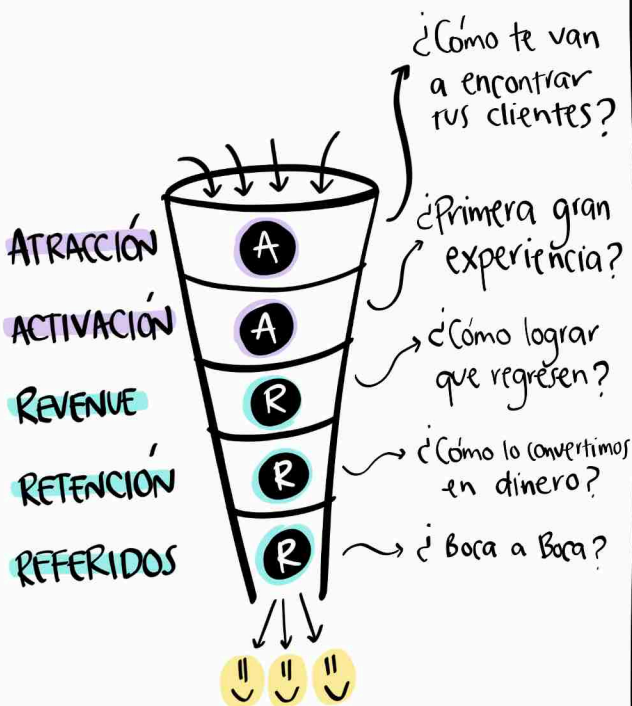 ¿Cómo te van
a encontrar
tus clientes?
ATRACCIÓN
A
¿Primera gran
experiencia?
ACTIVACIÓN
A
¿Cómo lograr
que regresen?
REVENUE
R
¿Cómo lo convertimos
en dinero?
RETENCIÓN
R
¿Boca a Boca?
REFERIDOS
R